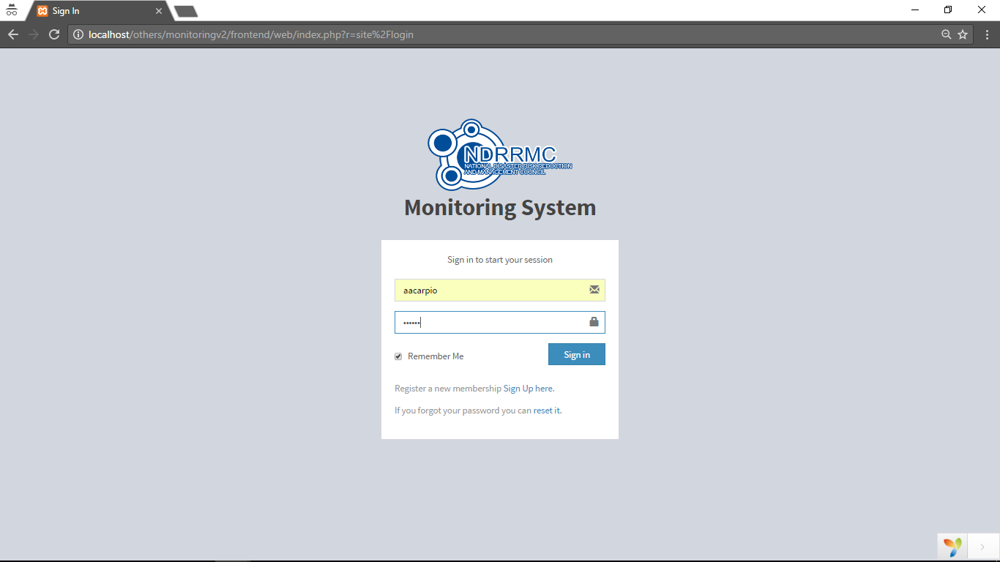 Sign In
localhost/others/monitoringv2/frontend/web/index.php?r=site%2Flogin
NDRRMC
NATIONAL DISASTER RISK REDUCTION
AND MANAGEMENT COUNCIL
Monitoring System
Sign in to start your session
aacarpio
••••••
Remember Me
Sign in
Register a new membership Sign Up here.
If you forgot your password you can reset it.